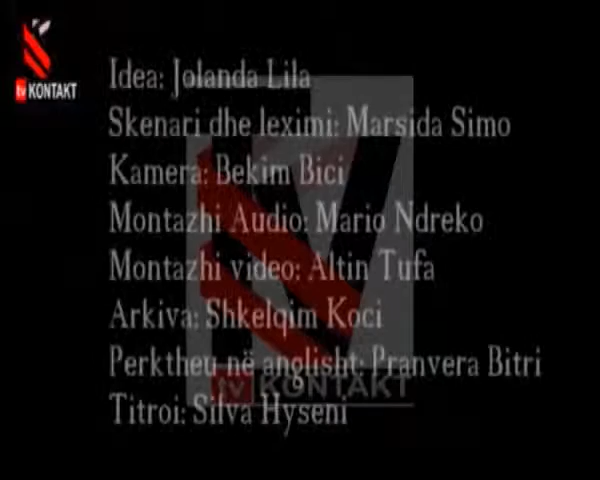 tv KONTAKT
Idea: Jolanda Lila
Skenari dhe leximi: Marsida Simo
Kamera: Bekim Bici
Montazhi Audio: Mario Ndreko
Montazhi video: Altin Tufa
Arkiva: Shkelqim Koci
Perktheu në anglisht: Pranvera Bitri
tv KONTAKT
Titroi: Silva Hyseni